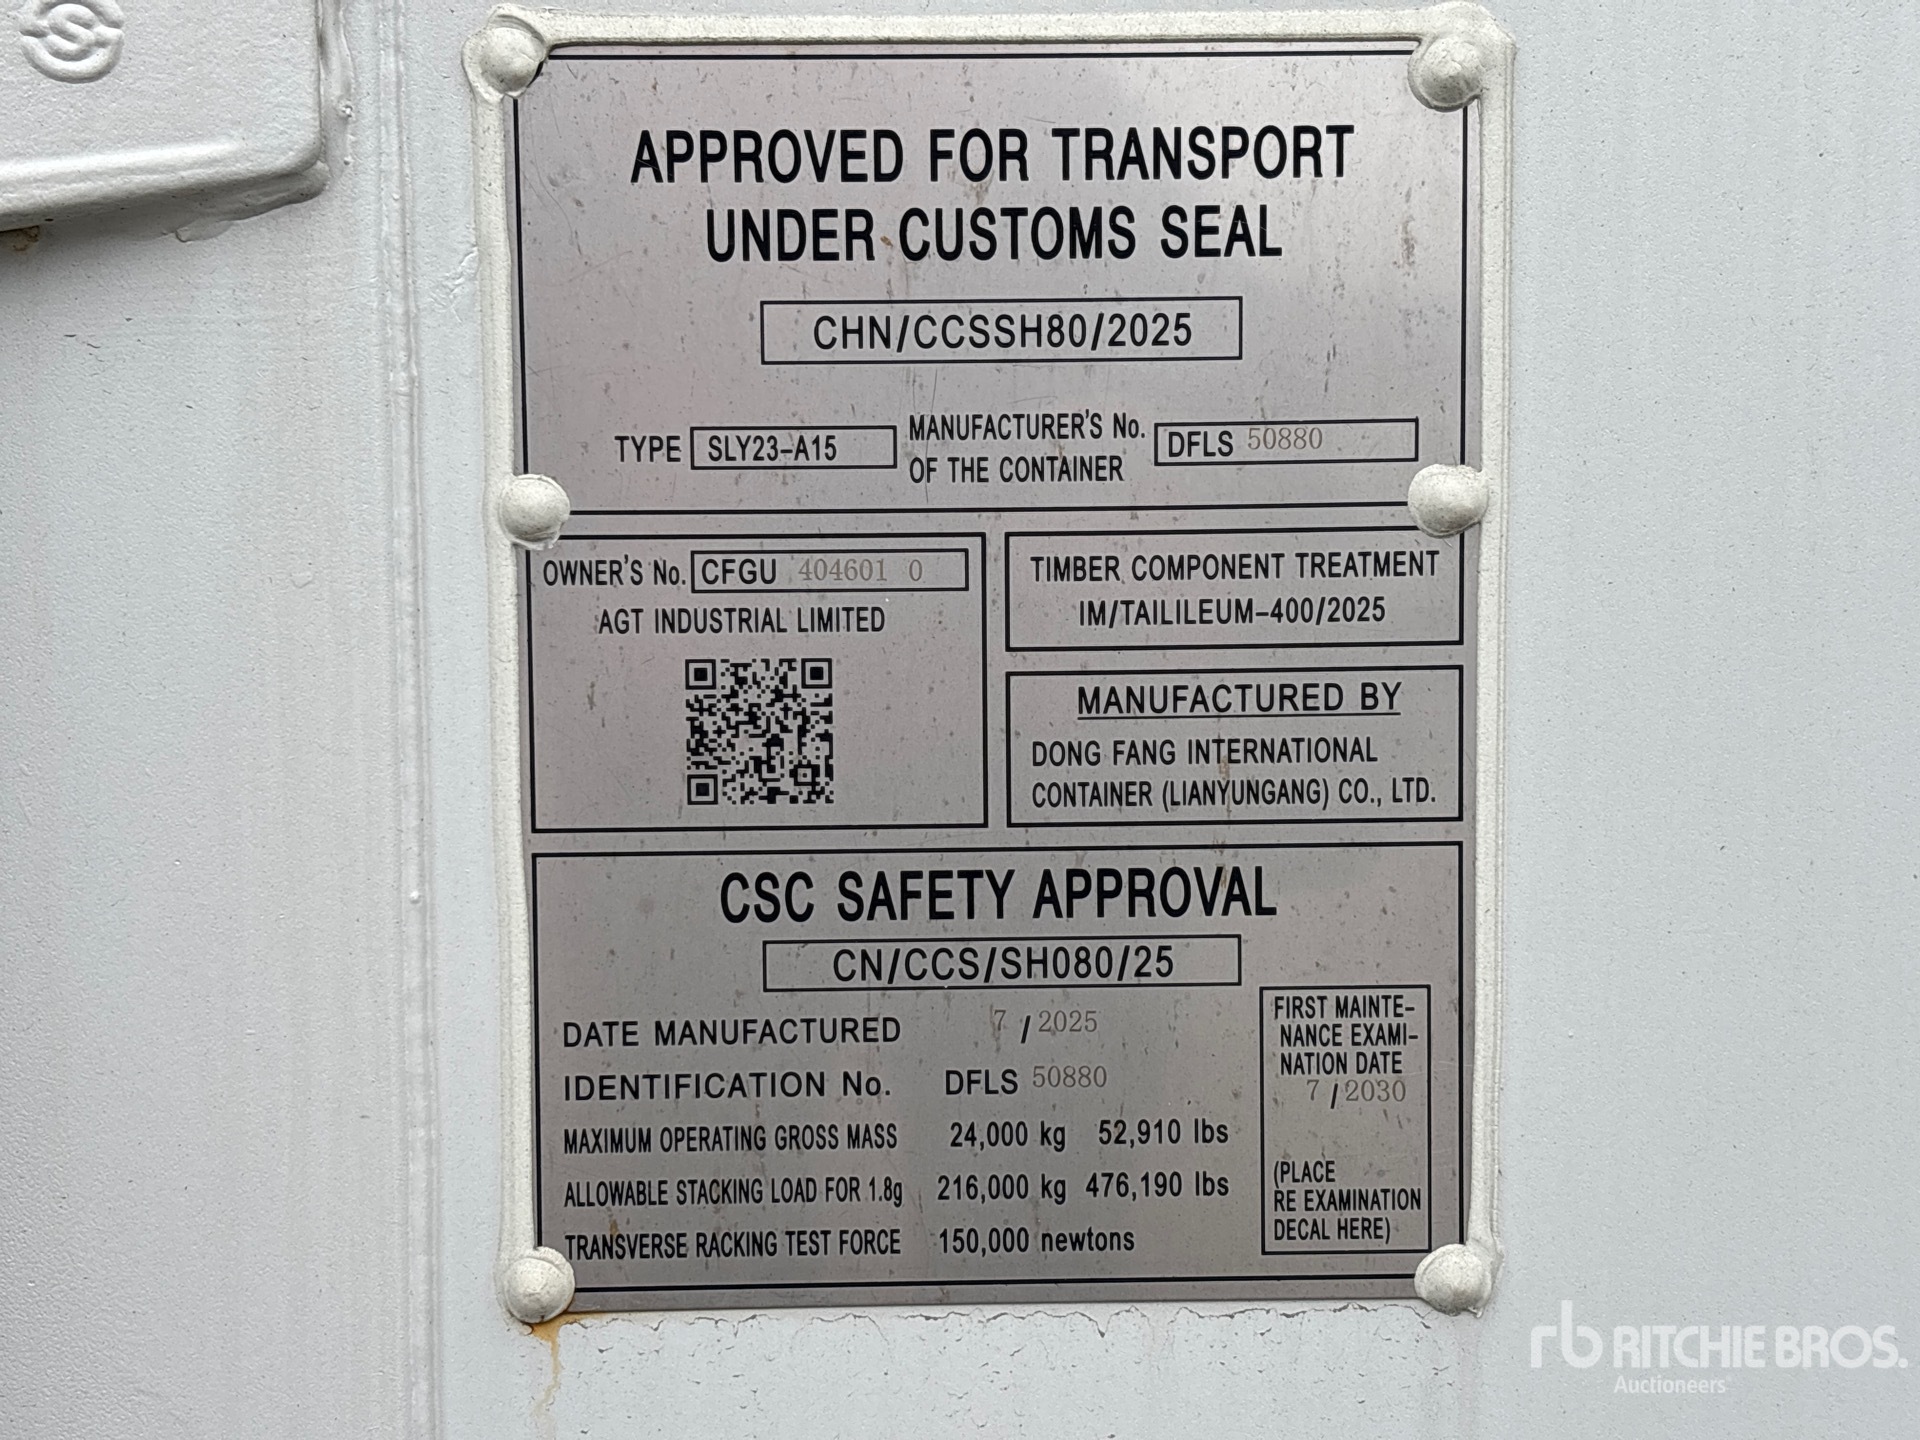 APPROVED FOR TRANSPORT
UNDER CUSTOMS SEAL
CHN/CCSSH80/2025
TYPE SLY23-A15 MANUFACTURER'S No. OF THE CONTAINER DFLS 50880
OWNER'S No. CFGU 404601 0
AGT INDUSTRIAL LIMITED
TIMBER COMPONENT TREATMENT
IM/TAILILEUM-400/2025
MANUFACTURED BY
DONG FANG INTERNATIONAL
CONTAINER (LIANYUNGANG) CO., LTD.
CSC SAFETY APPROVAL
CN/CCS/SH080/25
DATE MANUFACTURED 7 / 2025
IDENTIFICATION No. DFLS 50880
MAXIMUM OPERATING GROSS MASS 24,000 kg 52,910 lbs
ALLOWABLE STACKING LOAD FOR 1.8g 216,000 kg 476,190 lbs
TRANSVERSE RACKING TEST FORCE 150,000 newtons
FIRST MAINTE-
NANCE EXAMI-
NATION DATE
7 / 2030
(PLACE
RE EXAMINATION
DECAL HERE)
rb RITCHIE BROS.
Auctioneers